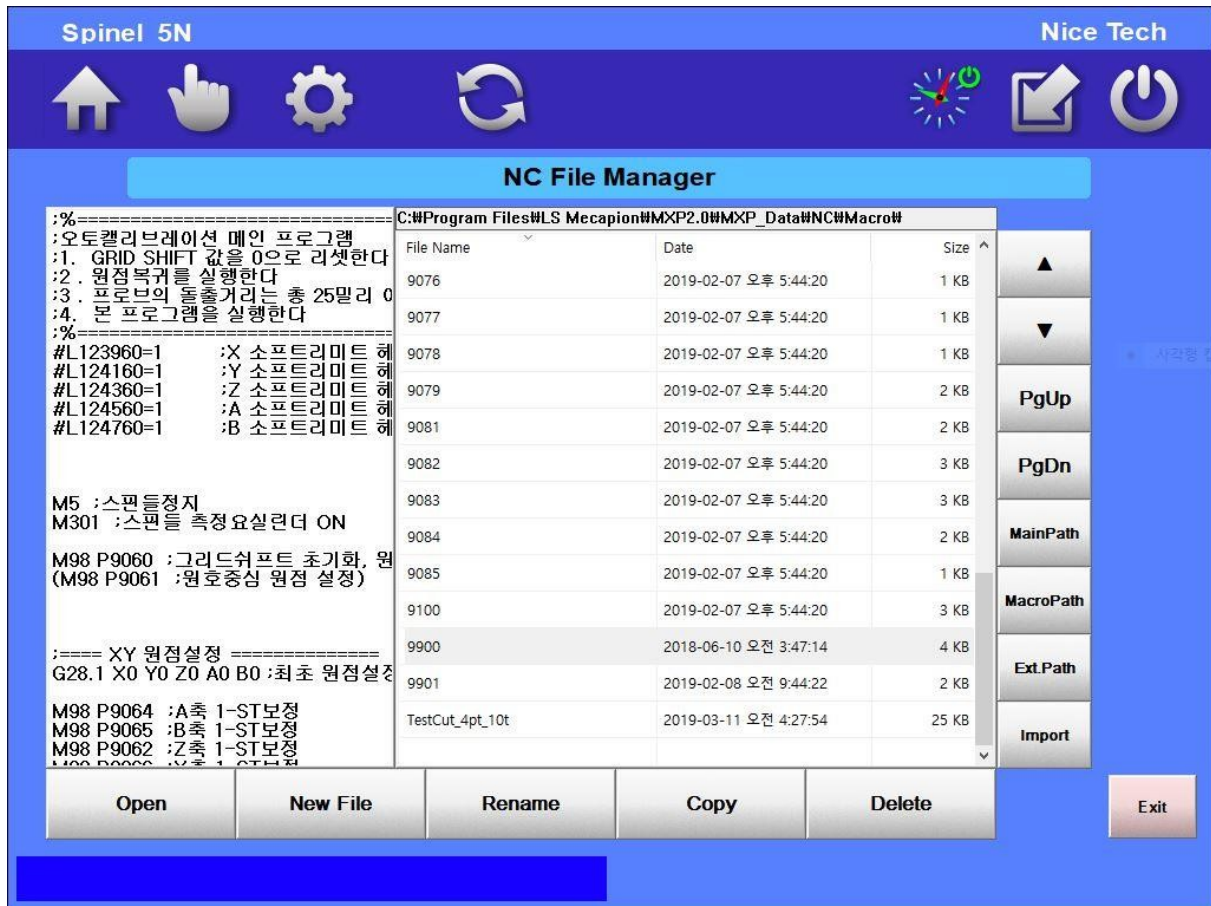 Spinel 5N
Nice Tech
NC File Manager
;%==============================
;오토캘리브레이션 메인 프로그램
;1. GRID SHIFT 값을 0으로 리셋한다
;2 . 원점복귀를 실행한다
;3 . 프로브의 돌출거리는 총 25밀리
;4. 본 프로그램을 실행한다
;%==============================
#L123960=1 ;X 소프트리미트 헤
#L124160=1 ;Y 소프트리미트 헤
#L124360=1 ;Z 소프트리미트 헤
#L124560=1 ;A 소프트리미트 헤
#L124760=1 ;B 소프트리미트 헤
M5 ;스핀들정지
M301 ;스핀들 측정요실린더 ON
M98 P9060 ;그리드쉬프트 초기화, 원
(M98 P9061 ;원호중심 원점 설정)
;==== XY 원점설정 ==============
G28.1 X0 Y0 Z0 A0 B0 ;최초 원점설정
M98 P9064 ;A축 1-ST보정
M98 P9065 ;B축 1-ST보정
M98 P9062 ;Z축 1-ST보정
C:₩Program Files₩LS Mecapion₩MXP2.0₩MXP_Data₩NC₩Macro₩
File Name Date Size
9076 2019-02-07 오후 5:44:20 1 KB
9077 2019-02-07 오후 5:44:20 1 KB
9078 2019-02-07 오후 5:44:20 1 KB
9079 2019-02-07 오후 5:44:20 2 KB
9081 2019-02-07 오후 5:44:20 2 KB
9082 2019-02-07 오후 5:44:20 3 KB
9083 2019-02-07 오후 5:44:20 3 KB
9084 2019-02-07 오후 5:44:20 2 KB
9085 2019-02-07 오후 5:44:20 1 KB
9100 2019-02-07 오후 5:44:20 3 KB
9900 2018-06-10 오전 3:47:14 4 KB
9901 2019-02-08 오전 9:44:22 2 KB
TestCut_4pt_10t 2019-03-11 오전 4:27:54 25 KB
▲
▼
PgUp
PgDn
MainPath
MacroPath
Ext.Path
Import
사각형
Open
New File
Rename
Copy
Delete
Exit